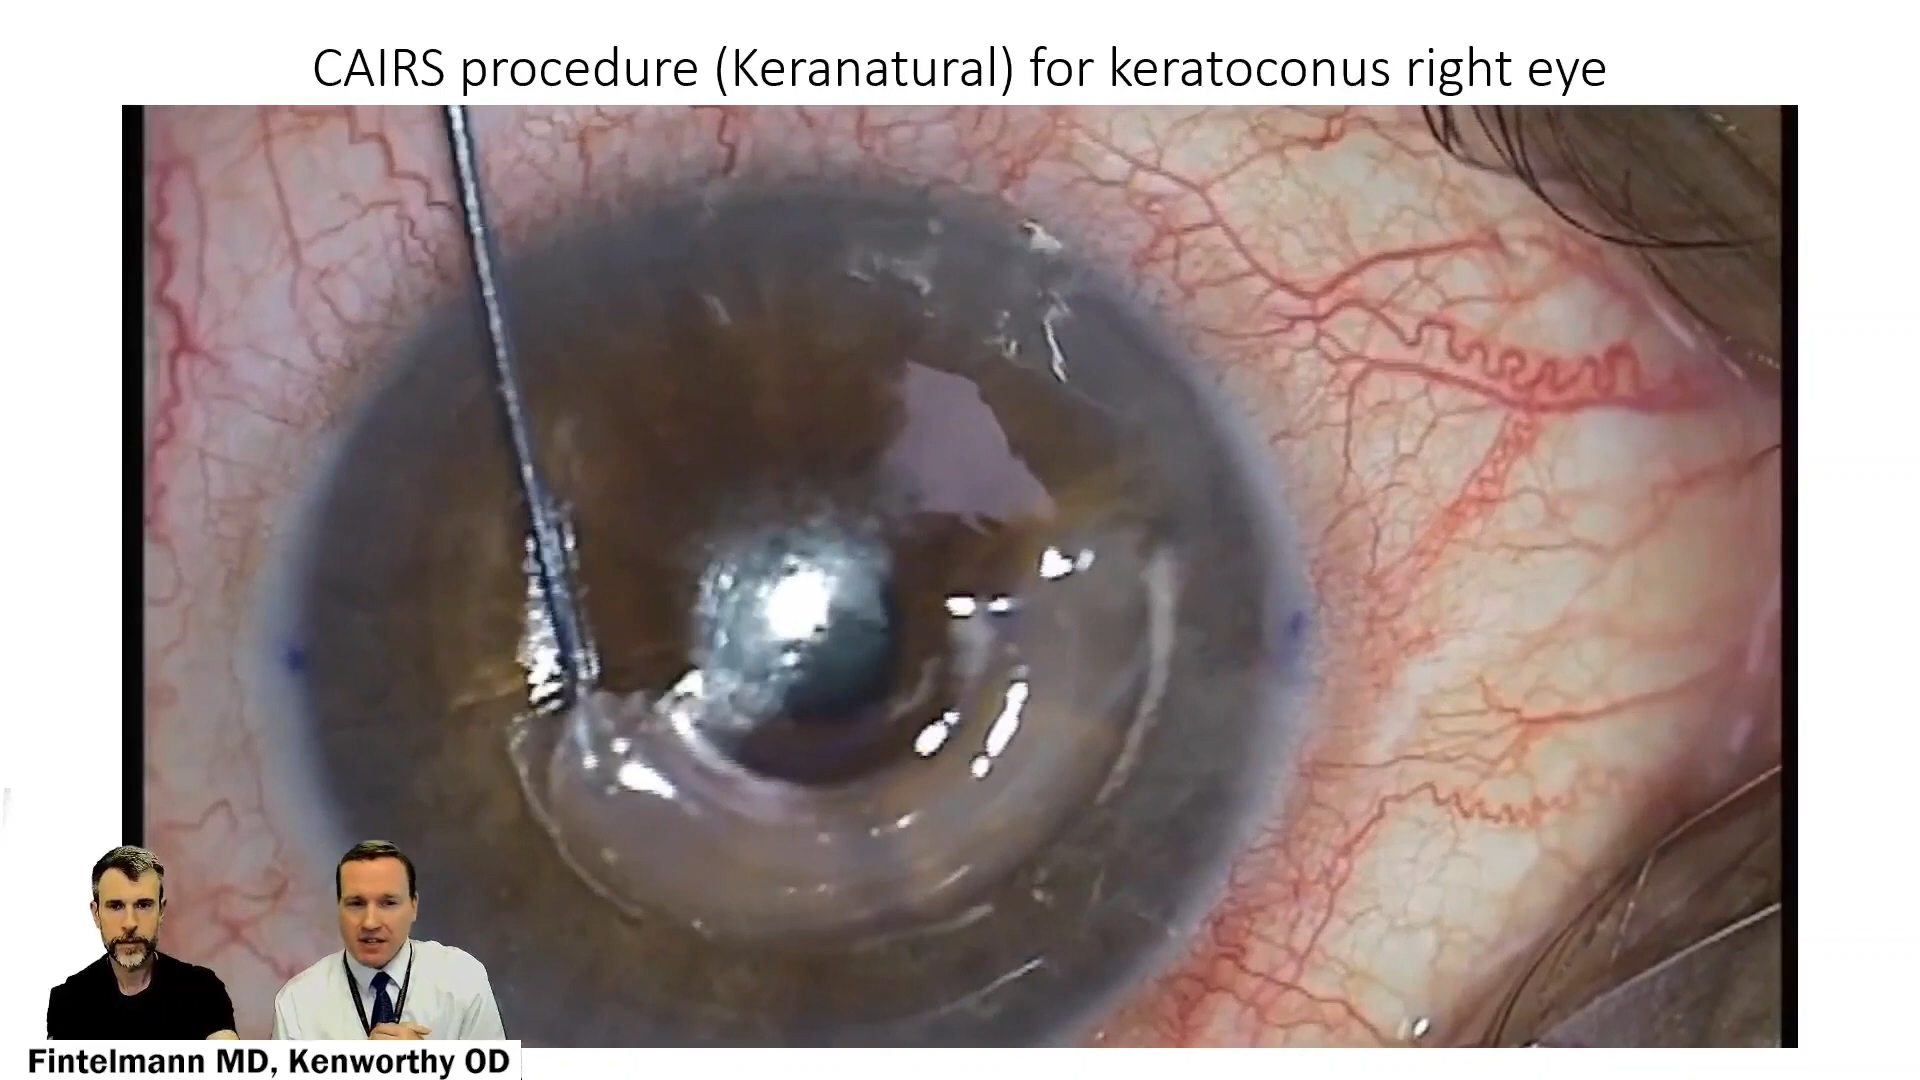 CAIRS procedure (Keranatural) for keratoconus right eye
Fintelmann MD, Kenworthy OD